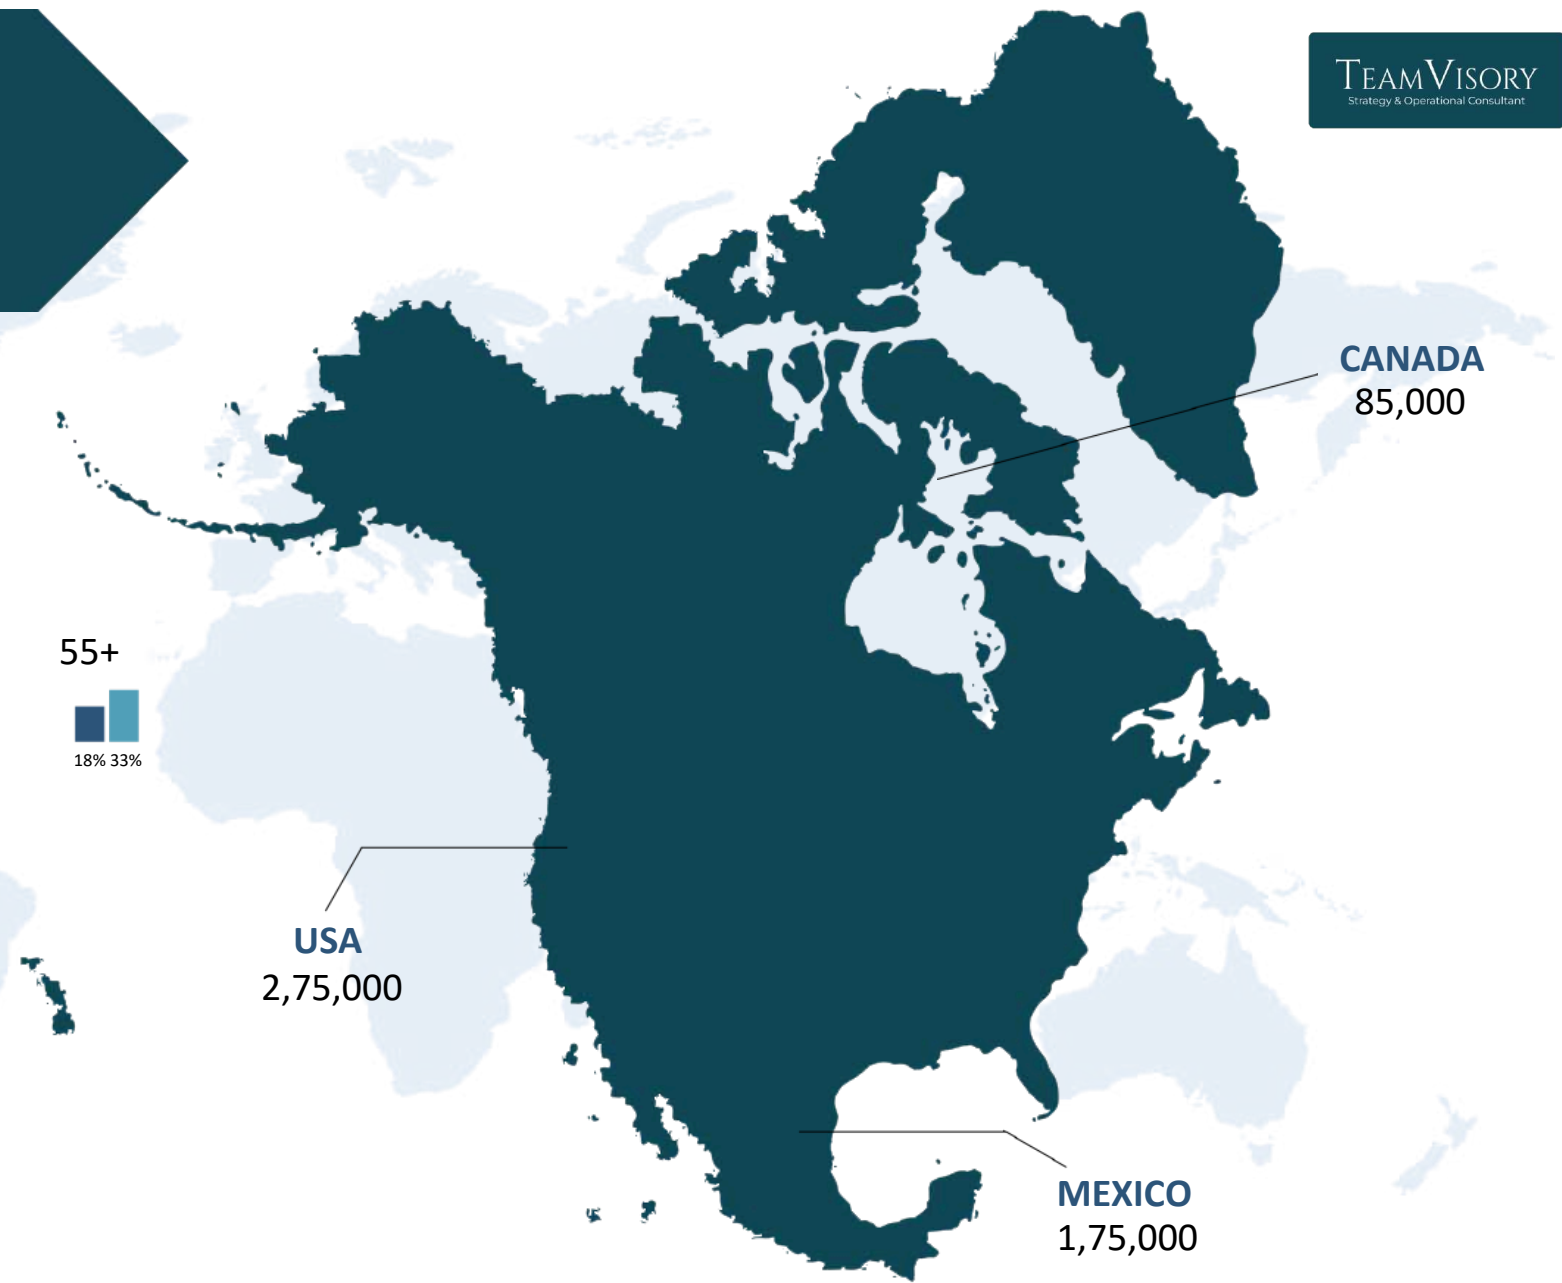 TEAMVISORY
Strategy & Operational Consultant
CANADA
85,000
55+
18% 33%
USA
2,75,000
MEXICO
1,75,000